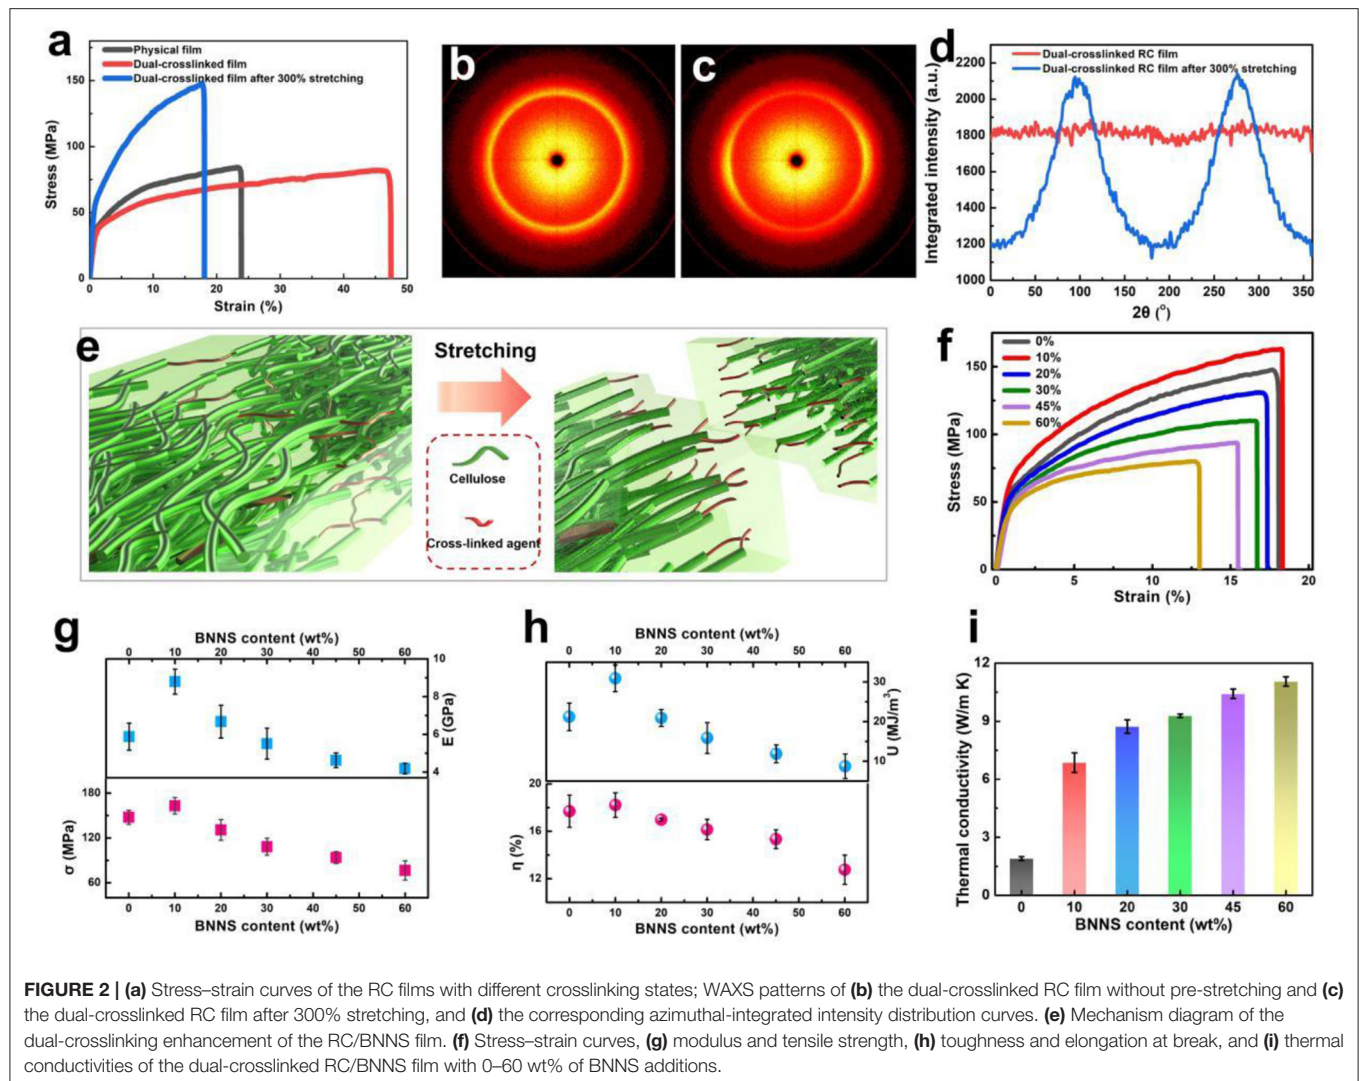 a
Physical film
Dual-crosslinked film
Dual-crosslinked film after 300% stretching
Stress (MPa)
150
100
50
0
0 10 20 30 40 50
Strain (%)
b
c
d
Dual-crosslinked RC film
Dual-crosslinked RC film after 300% stretching
Integrated intensity (a.u.)
2200
2000
1800
1600
1400
1200
1000
0 50 100 150 200 250 300 350
2θ (°)
e
Stretching
Cellulose
Cross-linked agent
f
0%
10%
20%
30%
45%
60%
Stress (MPa)
150
100
50
0
5 10 15 20
Strain (%)
g
BNNS content (wt%)
0 10 20 30 40 50 60
10
8
6
4
E (GPa)
180
120
60
σ (MPa)
0 10 20 30 40 50 60
BNNS content (wt%)
h
BNNS content (wt%)
0 10 20 30 40 50 60
30
20
10
U (MJ/m³)
20
18
16
14
12
η (%)
0 10 20 30 40 50 60
BNNS content (wt%)
i
Thermal conductivity (W/m K)
12
9
6
3
0
0 10 20 30 45 60
BNNS content (wt%)
FIGURE 2 | (a) Stress–strain curves of the RC films with different crosslinking states; WAXS patterns of (b) the dual-crosslinked RC film without pre-stretching and (c)
the dual-crosslinked RC film after 300% stretching, and (d) the corresponding azimuthal-integrated intensity distribution curves. (e) Mechanism diagram of the
dual-crosslinking enhancement of the RC/BNNS film. (f) Stress–strain curves, (g) modulus and tensile strength, (h) toughness and elongation at break, and (i) thermal
conductivities of the dual-crosslinked RC/BNNS film with 0–60 wt% of BNNS additions.